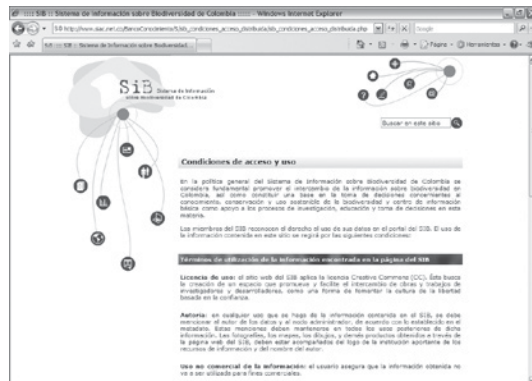 :::: SIB :: Sistema de Información sobre Biodiversidad de Colombia ::::: - Windows Internet Explorer
Google
SIB :: Sistema de Información sobre Biodiversidad...
Página
Herramientas
SiB Sistema de Información
sobre Biodiversidad de Colombia
Buscar en este sitio
Condiciones de acceso y uso
En la política general del Sistema de Información sobre Biodiversidad de Colombia se
considera fundamental promover el intercambio de la información sobre biodiversidad en
Colombia, así como constituir una base en la toma de decisiones concernientes al
conocimiento, conservación y uso sostenible de la biodiversidad y centro de información
básica como apoyo a los procesos de investigación, educación y toma de decisiones en esta
materia.
Los miembros del SIB reconocen el derecho al uso de sus datos en el portal del SIB. El uso de
la información contenida en este sitio se regirá por las siguientes condiciones:
Términos de utilización de la información encontrada en la página del SIB
Licencia de uso: el sitio web del SIB aplica la licencia Creative Commons (CC). Ésta busca
la creación de un espacio que promueva y facilite el intercambio de obras y trabajos de
investigadores y desarrolladores, como una forma de fomentar la cultura de la libertad
basada en la confianza.
Autoría: en cualquier uso que se haga de la información contenida en el SIB, se debe
mencionar el autor de los datos y al nodo administrador, de acuerdo con lo establecido en el
metadato. Estas menciones deben mantenerse en todos los usos posteriores de dicha
información. Las fotografías, los mapas, los dibujos, y demás productos obtenidos a través de
la página web del SIB, deben estar acompañados del logo de la institución aportante de los
recursos de información y del nombre del autor.
Uso no comercial de la información: el usuario asegura que la información obtenida no
va a ser utilizada para fines comerciales.